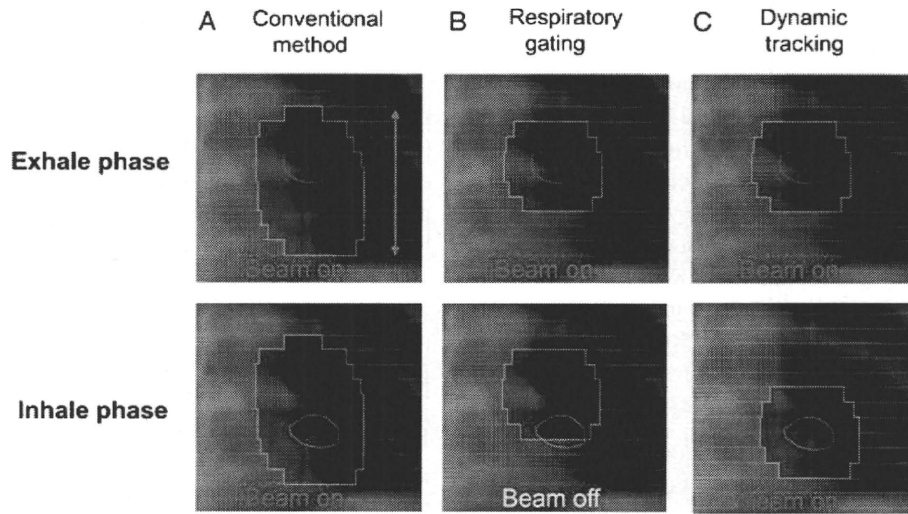 A Conventional method
B Respiratory gating
C Dynamic tracking
Exhale phase
Beam on
Beam on
Beam on
Inhale phase
Beam on
Beam off
Beam on